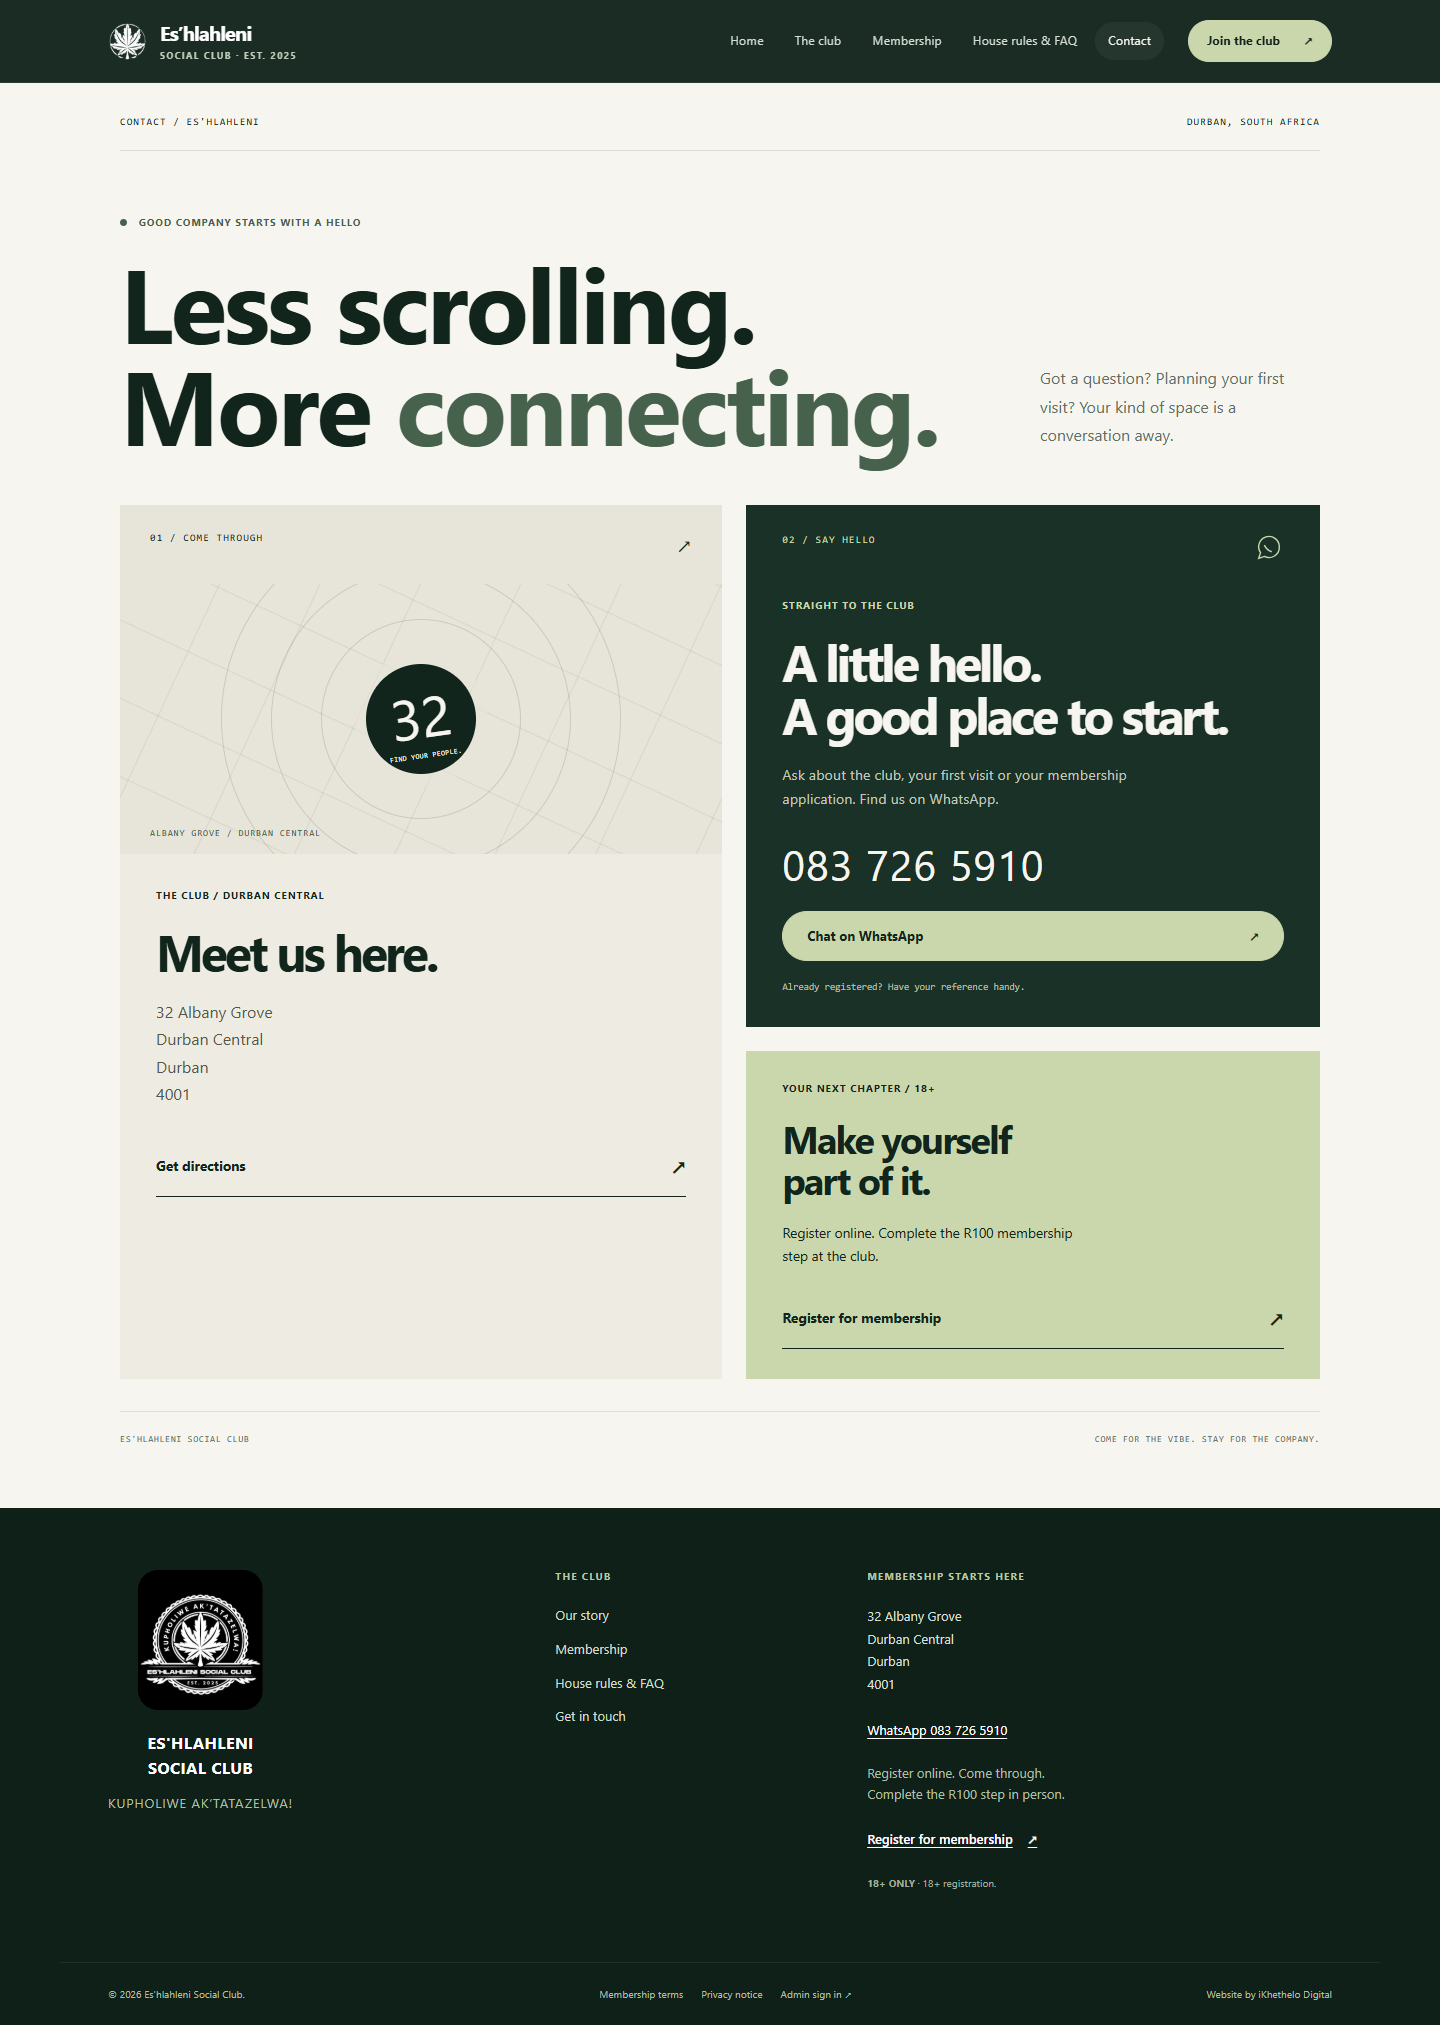 Es'hlahleni
SOCIAL CLUB · EST. 2025
Home
The club
Membership
House rules & FAQ
Contact
Join the club ↗
CONTACT / ES'HLAHLENI
DURBAN, SOUTH AFRICA
GOOD COMPANY STARTS WITH A HELLO
Less scrolling.
More connecting.
Got a question? Planning your first
visit? Your kind of space is a
conversation away.
01 / COME THROUGH
↗
32
FIND YOUR PEOPLE.
ALBANY GROVE / DURBAN CENTRAL
THE CLUB / DURBAN CENTRAL
Meet us here.
32 Albany Grove
Durban Central
Durban
4001
Get directions ↗
02 / SAY HELLO
STRAIGHT TO THE CLUB
A little hello.
A good place to start.
Ask about the club, your first visit or your membership
application. Find us on WhatsApp.
083 726 5910
Chat on WhatsApp ↗
Already registered? Have your reference handy.
YOUR NEXT CHAPTER / 18+
Make yourself
part of it.
Register online. Complete the R100 membership
step at the club.
Register for membership ↗
ES'HLAHLENI SOCIAL CLUB
COME FOR THE VIBE. STAY FOR THE COMPANY.
KUPHOLIWE AK'TATAZELWA!
ES'HLAHLENI SOCIAL CLUB
EST. 2025
ES'HLAHLENI
SOCIAL CLUB
KUPHOLIWE AK'TATAZELWA!
THE CLUB
Our story
Membership
House rules & FAQ
Get in touch
MEMBERSHIP STARTS HERE
32 Albany Grove
Durban Central
Durban
4001
WhatsApp 083 726 5910
Register online. Come through.
Complete the R100 step in person.
Register for membership ↗
18+ ONLY · 18+ registration.
© 2026 Es'hlahleni Social Club.
Membership terms
Privacy notice
Admin sign in ↗
Website by iKhethelo Digital